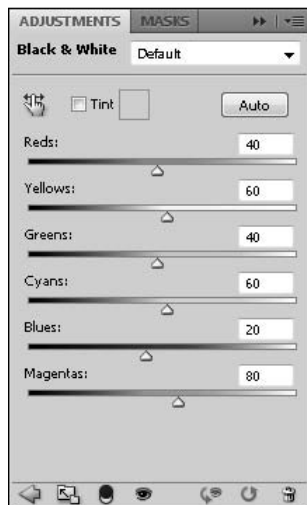 ADJUSTMENTS MASKS
Black & White Default
Tint Auto
Reds: 40
Yellows: 60
Greens: 40
Cyans: 60
Blues: 20
Magentas: 80